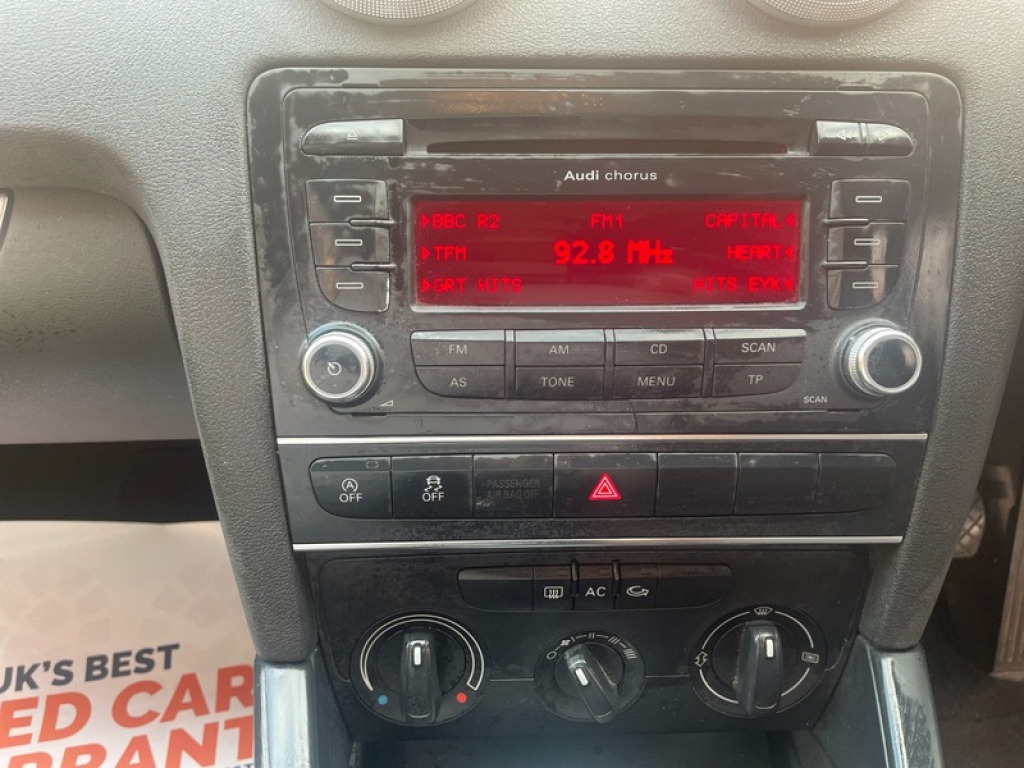 Audi chorus
BBC R2 FM1 CAPITAL
TFM 92.8 MHz HEART
GRT HITS HITS EYK
FM AM CD SCAN
AS TONE MENU TP
SCAN
A OFF OFF PASSENGER
AIR BAG OFF
AC
UK'S BEST
ED CAR
RRANT